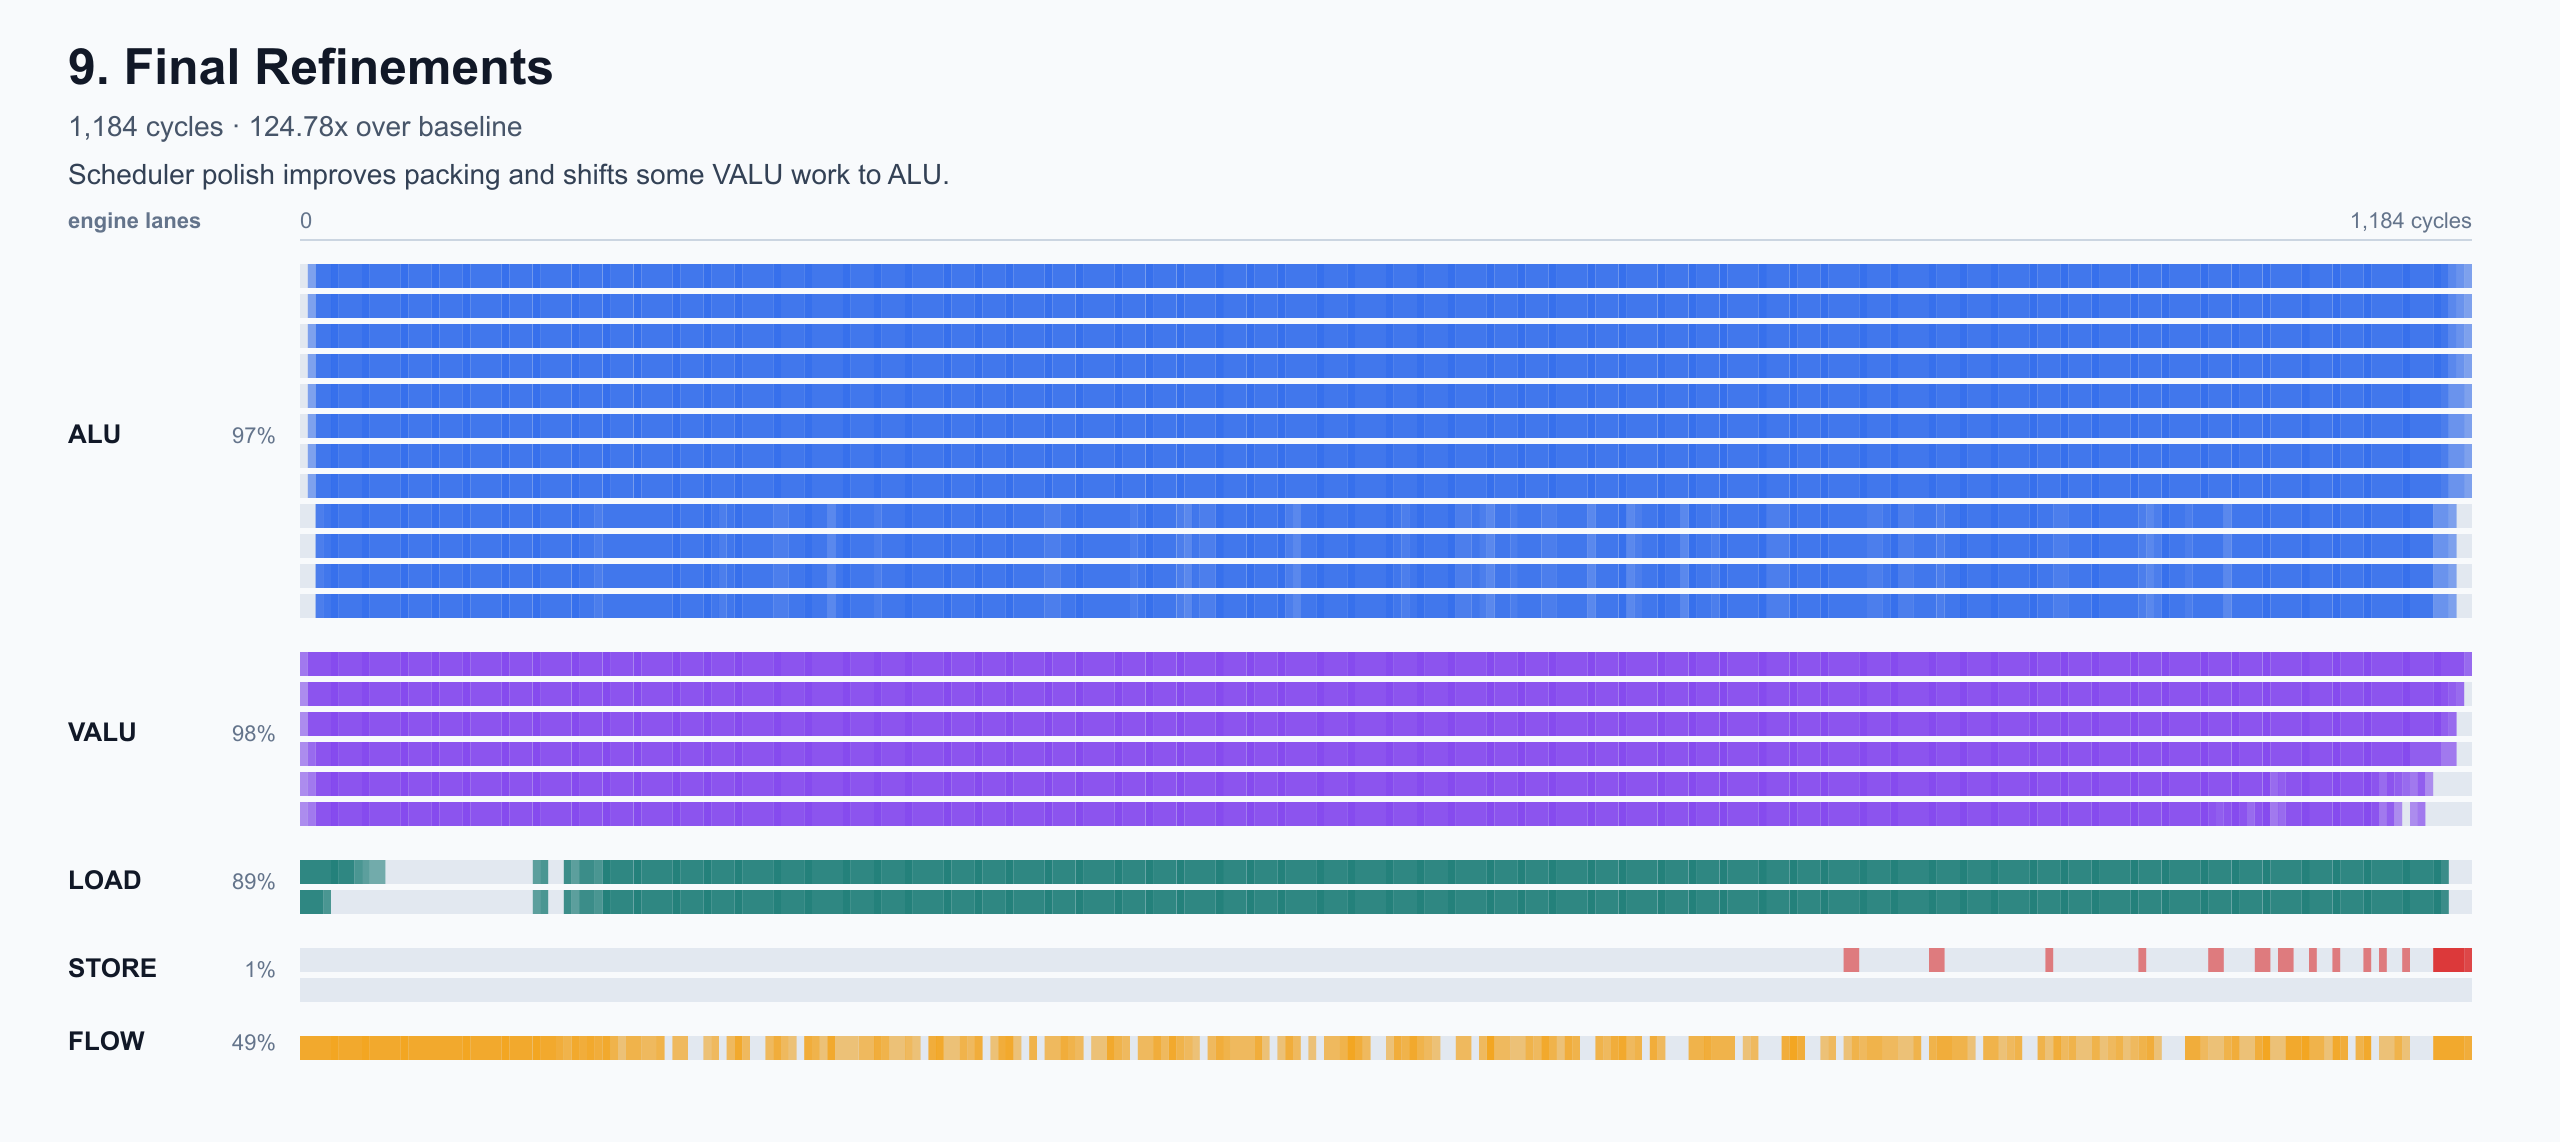 9. Final Refinements
1,184 cycles · 124.78x over baseline
Scheduler polish improves packing and shifts some VALU work to ALU.
engine lanes 0 1,184 cycles
ALU 97%
VALU 98%
LOAD 89%
STORE 1%
FLOW 49%